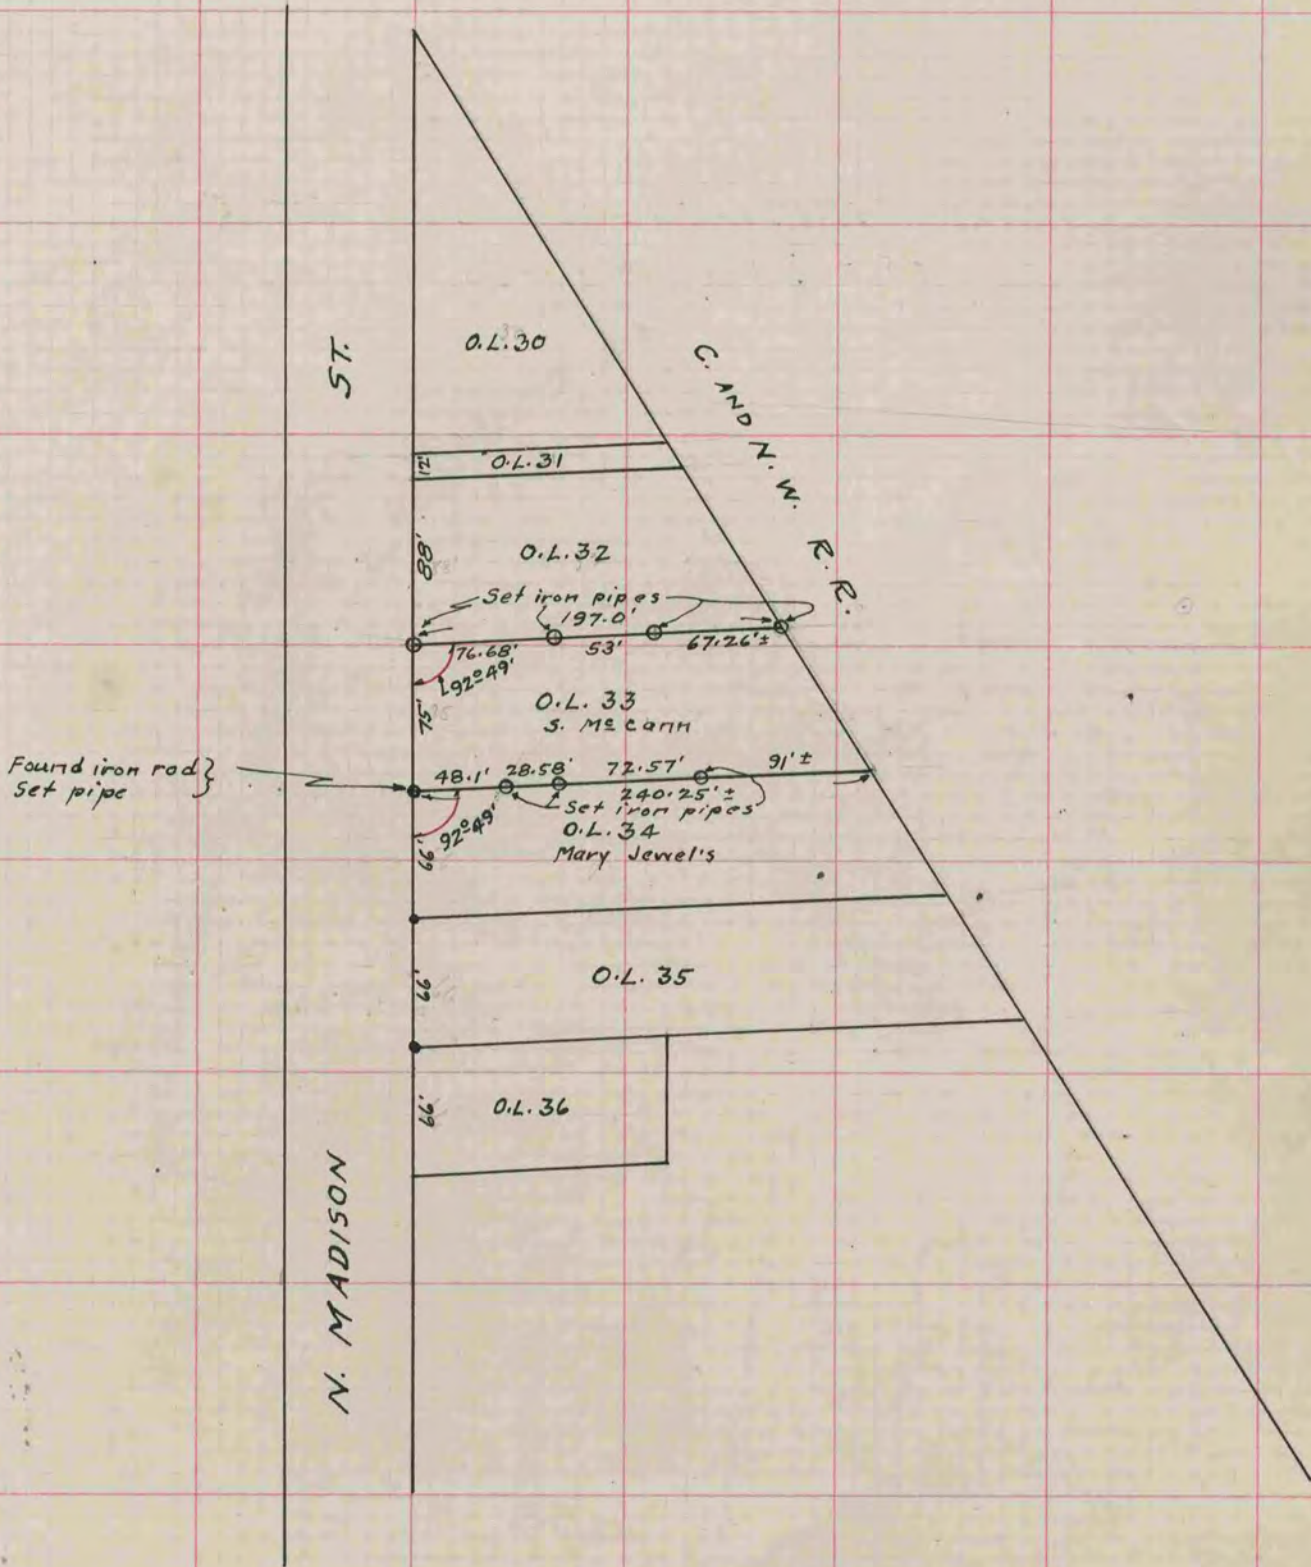 O.L.30
ST.
C. AND N. W. R. R.
12'
O.L.31
88'
O.L.32
Set iron pipes
197.0'
76.68'
53'
67.26'±
92°49'
75'
O.L. 33
S. McCann
Found iron rod
Set pipe
48.1'
28.58'
72.57'
91'±
240.25'±
Set iron pipes
92°49'
66'
O.L.34
Mary Jewel's
66'
O.L. 35
66'
O.L.36
N. MADISON